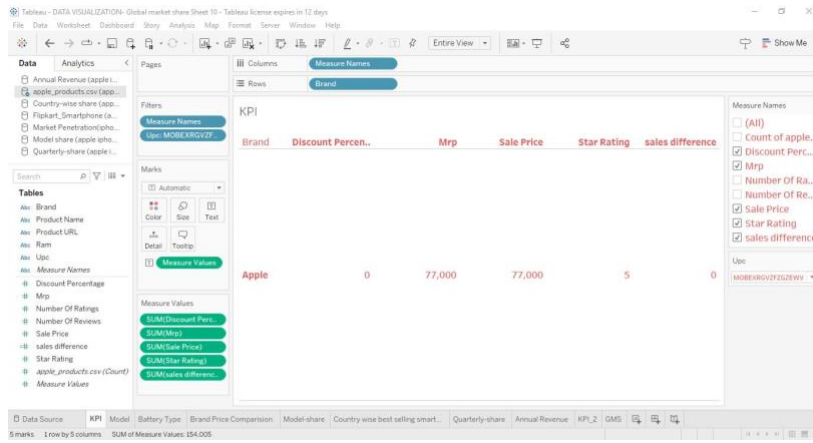 Tableau - DATA VISUALIZATION- Global market share Sheet 10 - Tableau license expires in 12 days
File Data Worksheet Dashboard Story Analysis Map Format Server Window Help
Entire View
Show Me
Data Analytics
Annual Revenue (apple i...
apple_products.csv (app...
Country-wise share (app...
Flipkart_Smartphone (a...
Market Penetration(ipho...
Model share (apple ipho...
Quarterly-share (apple i...
Search
Tables
Abc Brand
Abc Product Name
Abc Product URL
Abc Ram
Abc Upc
Abc Measure Names
# Discount Percentage
# Mrp
# Number Of Ratings
# Number Of Reviews
# Sale Price
=# sales difference
# Star Rating
# apple_products.csv (Count)
# Measure Values
Pages
Filters
Measure Names
Upc: MOBEXRGVZF...
Marks
Automatic
Color Size Text
Detail Tooltip
Measure Values
Measure Values
SUM(Discount Perc...
SUM(Mrp)
SUM(Sale Price)
SUM(Star Rating)
SUM(sales differenc...
Columns Measure Names
Rows Brand
KPI
Brand Discount Percen.. Mrp Sale Price Star Rating sales difference
Apple 0 77,000 77,000 5 0
Measure Names
(All)
Count of apple..
Discount Perc...
Mrp
Number Of Ra..
Number Of Re..
Sale Price
Star Rating
sales difference
Upc
Data Source KPI Model Battery Type Brand Price Comparision Model-share Country wise best selling smart... Quarterly-share Annual Revenue KPI_2 GMS
5 marks 1 row by 5 columns SUM of Measure Values: 154,005